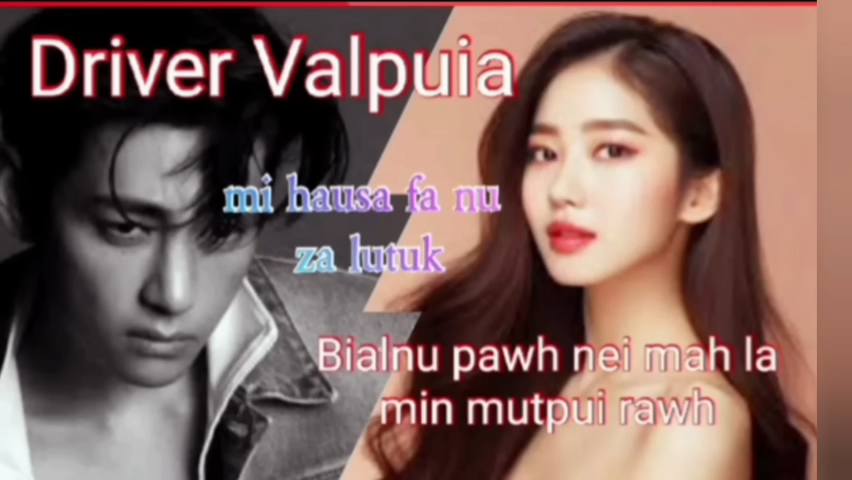 Driver Valpuia
mi hausa fa nu
za lutuk
Bialnu pawh nei mah la
min mutpui rawh